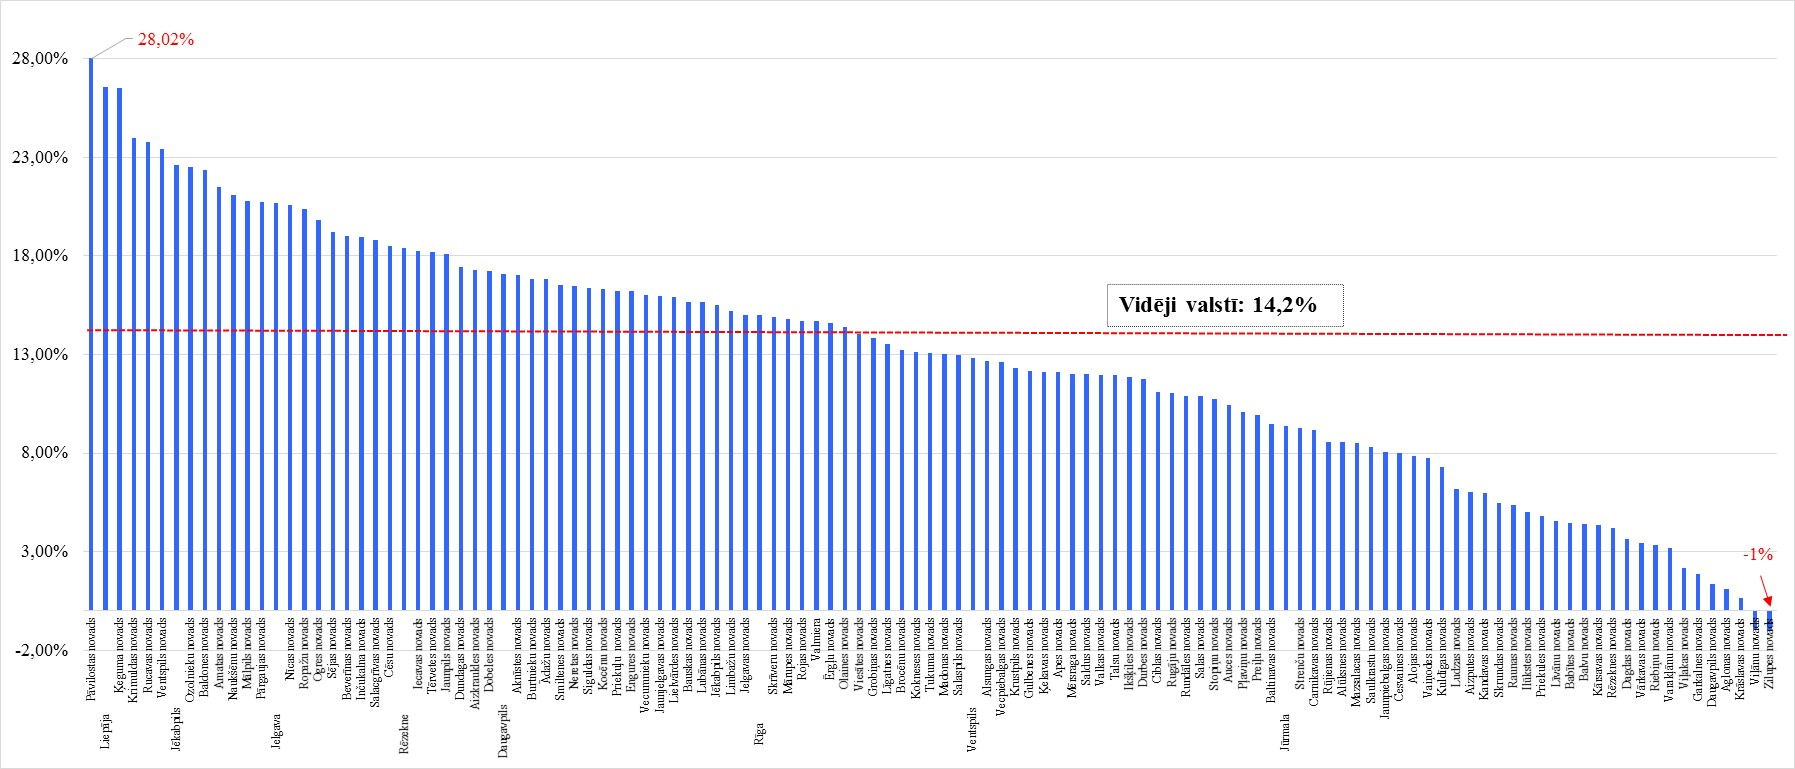 28,02%
28,00%
23,00%
18,00%
Vidēji valstī: 14,2%
13,00%
8,00%
3,00%
-1%
-2,00%
Pāvilostas novads
Liepāja
Ķeguma novads
Krimuldas novads
Rucavas novads
Ventspils novads
Jēkabpils
Ozolnieku novads
Baldones novads
Amatas novads
Naukšēnu novads
Mālpils novads
Pārgaujas novads
Jelgava
Nīcas novads
Ropažu novads
Ogres novads
Sējas novads
Beverīnas novads
Inčukalna novads
Salacgrīvas novads
Cēsu novads
Rēzekne
Iecavas novads
Tērvetes novads
Jaunpils novads
Dundagas novads
Aizkraukles novads
Dobeles novads
Daugavpils
Aknīstes novads
Burtnieku novads
Ādažu novads
Smiltenes novads
Neretas novads
Siguldas novads
Kocēnu novads
Priekuļu novads
Engures novads
Vecumnieku novads
Jaunjelgavas novads
Lielvārdes novads
Bauskas novads
Lubānas novads
Jēkabpils novads
Limbažu novads
Jelgavas novads
Rīga
Skrīveru novads
Mārupes novads
Rojas novads
Valmiera
Ērgļu novads
Olaines novads
Viesītes novads
Grobiņas novads
Līgatnes novads
Brocēnu novads
Kokneses novads
Tukuma novads
Madonas novads
Salaspils novads
Ventspils
Alsungas novads
Vecpiebalgas novads
Krustpils novads
Gulbenes novads
Ķekavas novads
Apes novads
Mērsraga novads
Saldus novads
Valkas novads
Talsu novads
Ikšķiles novads
Durbes novads
Ciblas novads
Rugāju novads
Rundāles novads
Salas novads
Stopiņu novads
Auces novads
Pļaviņu novads
Preiļu novads
Baltinavas novads
Jūrmala
Strenču novads
Carnikavas novads
Rūjienas novads
Alūksnes novads
Mazsalacas novads
Saulkrastu novads
Jaunpiebalgas novads
Cesvaines novads
Alojas novads
Vaiņodes novads
Kuldīgas novads
Ludzas novads
Aizputes novads
Kandavas novads
Skrundas novads
Raunas novads
Ilūkstes novads
Priekules novads
Līvānu novads
Babītes novads
Balvu novads
Kārsavas novads
Rēzeknes novads
Dagdas novads
Vārkavas novads
Riebiņu novads
Varakļānu novads
Viļakas novads
Garkalnes novads
Daugavpils novads
Aglonas novads
Krāslavas novads
Viļānu novads
Zilupes novads